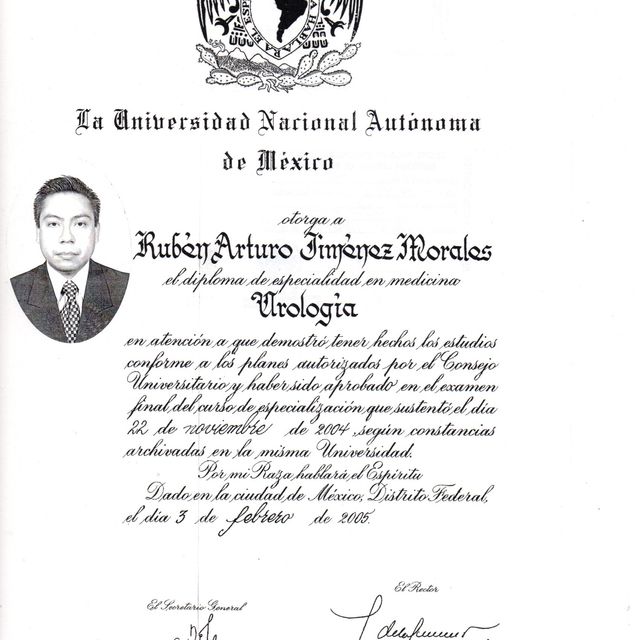 EL ESP
A HABLARA
La Universidad Nacional Autónoma
de México
otorga a
Rubén Arturo Jiménez Morales
el diploma de especialidad en medicina
Urología
en atención a que demostró tener hechos los estudios
conforme a los planes autorizados por el Consejo
Universitario y haber sido aprobado en el examen
final del curso de especialización que sustentó el día
22 de noviembre de 2004, según constancias
archivadas en la misma Universidad.
Por mi Raza hablará el Espíritu
Dado en la ciudad de México, Distrito Federal,
el día 3 de febrero de 2005.
El Rector
El Secretario General